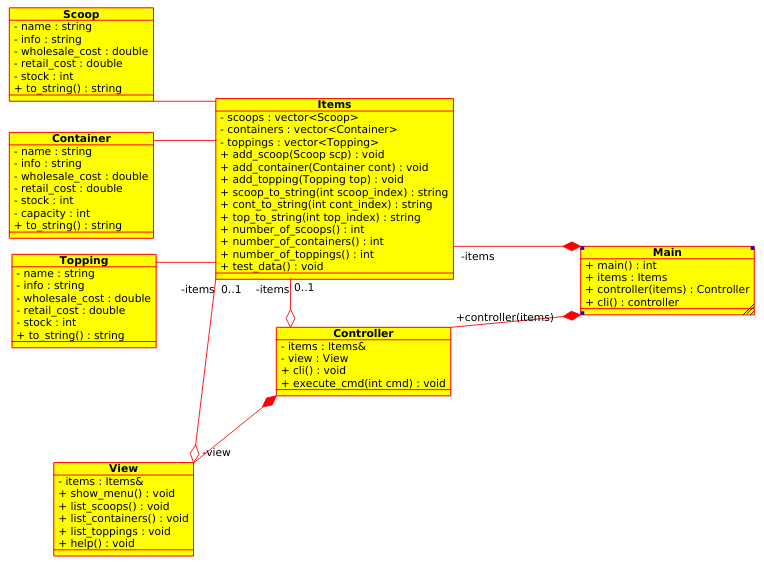 Scoop
- name : string
- info : string
- wholesale_cost : double
- retail_cost : double
- stock : int
+ to_string() : string
Items
- scoops : vector<Scoop>
- containers : vector<Container>
- toppings : vector<Topping>
+ add_scoop(Scoop scp) : void
+ add_container(Container cont) : void
+ add_topping(Topping top) : void
+ scoop_to_string(int scoop_index) : string
+ cont_to_string(int cont_index) : string
+ top_to_string(int top_index) : string
+ number_of_scoops() : int
+ number_of_containers() : int
+ number_of_toppings() : int
+ test_data() : void
Container
- name : string
- info : string
- wholesale_cost : double
- retail_cost : double
- stock : int
- capacity : int
+ to_string() : string
Topping
- name : string
- info : string
- wholesale_cost : double
- retail_cost : double
- stock : int
+ to_string() : string
-items
Main
+ main() : int
+ items : Items
+ controller(items) : Controller
+ cli() : controller
-items 0..1
-items 0..1
+controller(items)
Controller
- items : Items&
- view : View
+ cli() : void
+ execute_cmd(int cmd) : void
-view
View
- items : Items&
+ show_menu() : void
+ list_scoops() : void
+ list_containers() : void
+ list_toppings : void
+ help() : void